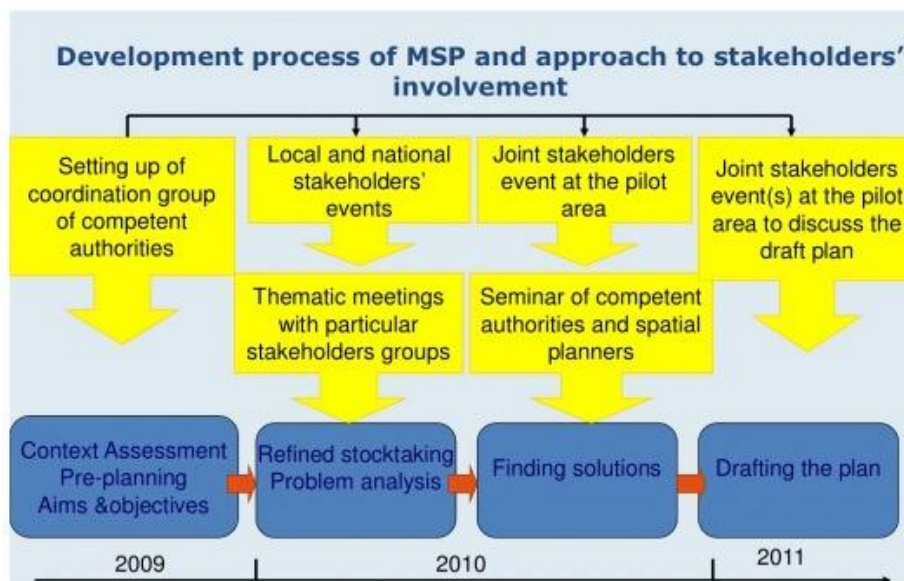 Development process of MSP and approach to stakeholders'
involvement
Setting up of
coordination group
of competent
authorities
Local and national
stakeholders'
events
Joint stakeholders
event at the pilot
area
Joint stakeholders
event(s) at the pilot
area to discuss the
draft plan
Thematic meetings
with particular
stakeholders groups
Seminar of competent
authorities and spatial
planners
Context Assessment
Pre-planning
Aims &objectives
Refined stocktaking
Problem analysis
Finding solutions
Drafting the plan
2009
2010
2011